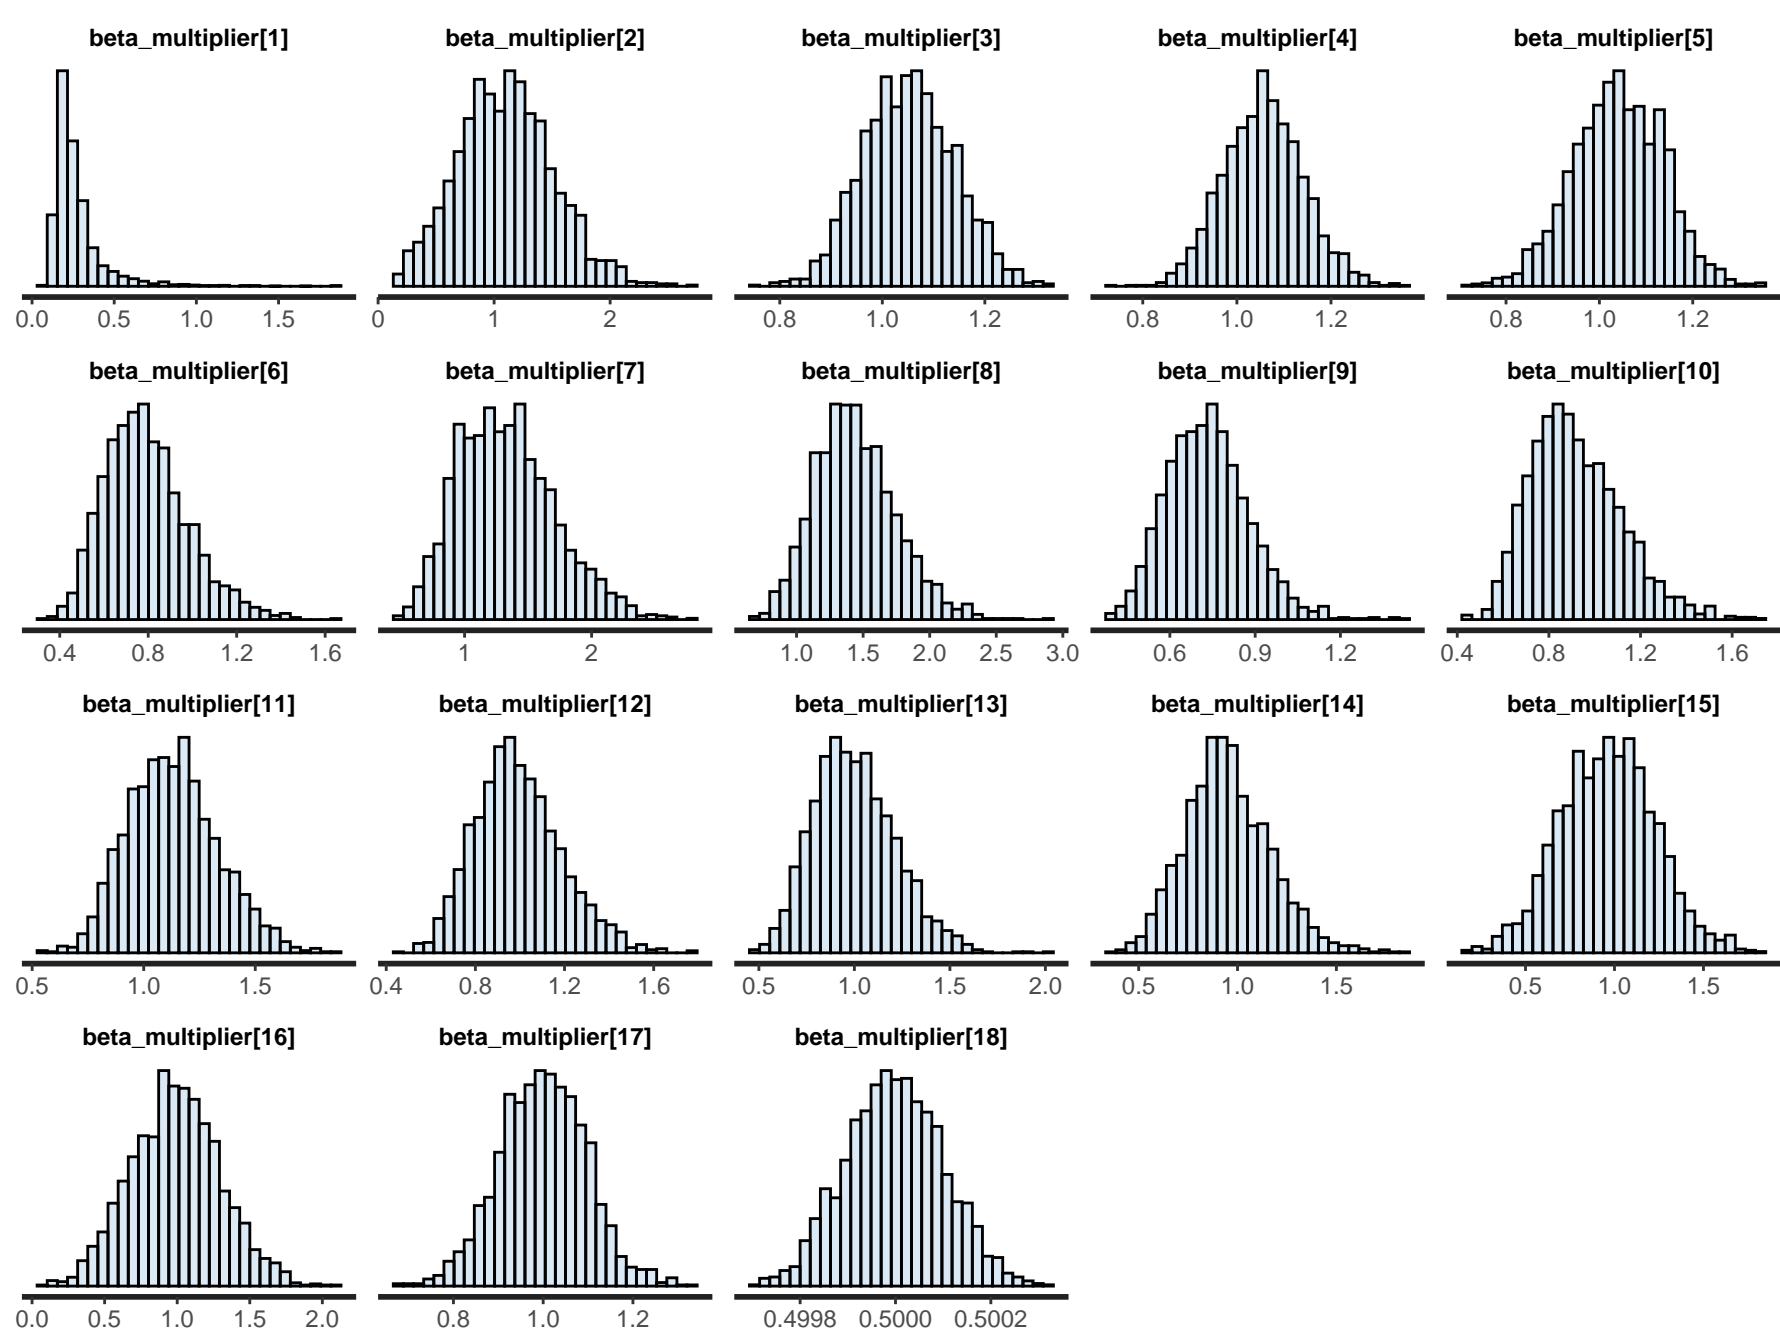 beta_multiplier[1] beta_multiplier[2] beta_multiplier[3] beta_multiplier[4] beta_multiplier[5]
0.0 0.5 1.0 1.5 0 1 2 0.8 1.0 1.2 0.8 1.0 1.2 0.8 1.0 1.2
beta_multiplier[6] beta_multiplier[7] beta_multiplier[8] beta_multiplier[9] beta_multiplier[10]
0.4 0.8 1.2 1.6 1 2 1.0 1.5 2.0 2.5 3.0 0.6 0.9 1.2 0.4 0.8 1.2 1.6
beta_multiplier[11] beta_multiplier[12] beta_multiplier[13] beta_multiplier[14] beta_multiplier[15]
0.5 1.0 1.5 0.4 0.8 1.2 1.6 0.5 1.0 1.5 2.0 0.5 1.0 1.5 0.5 1.0 1.5
beta_multiplier[16] beta_multiplier[17] beta_multiplier[18]
0.0 0.5 1.0 1.5 2.0 0.8 1.0 1.2 0.4998 0.5000 0.5002